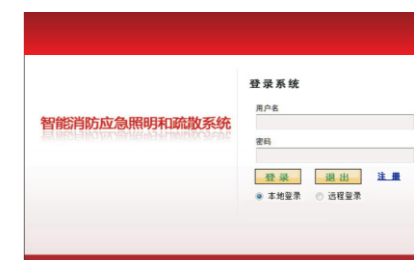 智能消防应急照明和疏散系统
登录系统
用户名
密码
登录 退出 注册
本地登录 远程登录